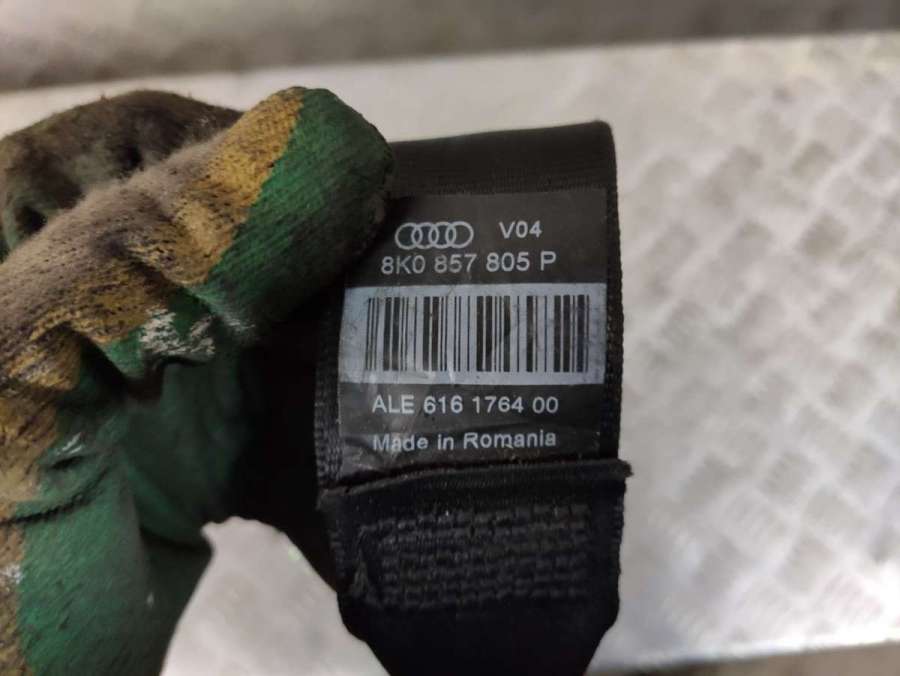 V04
8K0 857 805 P
ALE 616 1764 00
Made in Romania